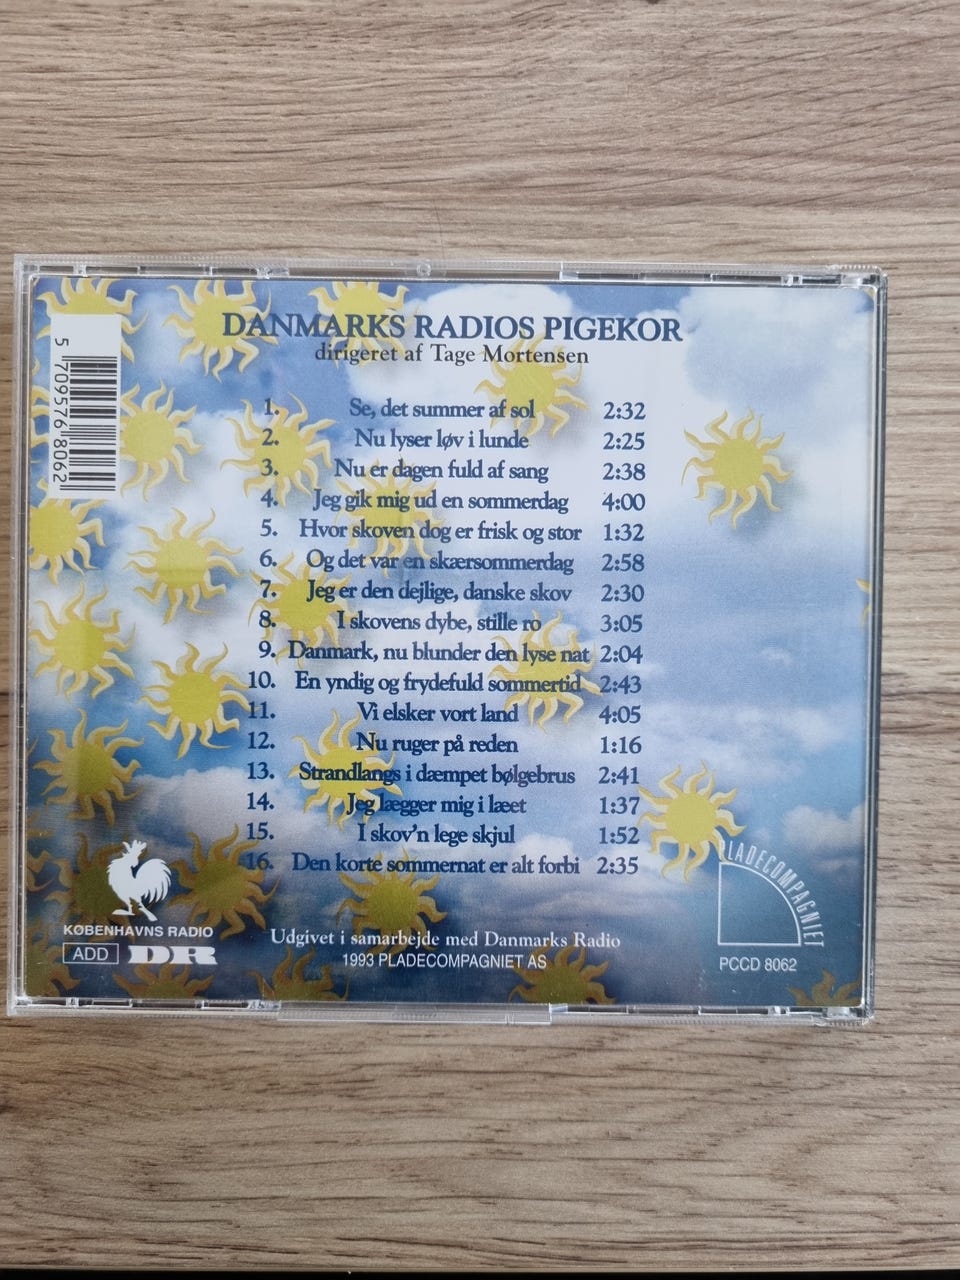 DANMARKS RADIOS PIGEKOR
dirigeret af Tage Mortensen
1. Se, det summer af sol 2:32
2. Nu lyser løv i lunde 2:25
3. Nu er dagen fuld af sang 2:38
4. Jeg gik mig ud en sommerdag 4:00
5. Hvor skoven dog er frisk og stor 1:32
6. Og det var en skærsommerdag 2:58
7. Jeg er den dejlige, danske skov 2:30
8. I skovens dybe, stille ro 3:05
9. Danmark, nu blunder den lyse nat 2:04
10. En yndig og frydefuld sommertid 2:43
11. Vi elsker vort land 4:05
12. Nu ruger på reden 1:16
13. Strandlangs i dæmpet bølgebrus 2:41
14. Jeg lægger mig i læet 1:37
15. I skov'n lege skjul 1:52
16. Den korte sommernat er alt forbi 2:35
Udgivet i samarbejde med Danmarks Radio
1993 PLADECOMPAGNIET AS
KØBENHAVNS RADIO
ADD DR
PLADECOMPAGNIET
PCCD 8062
5 709576 8062